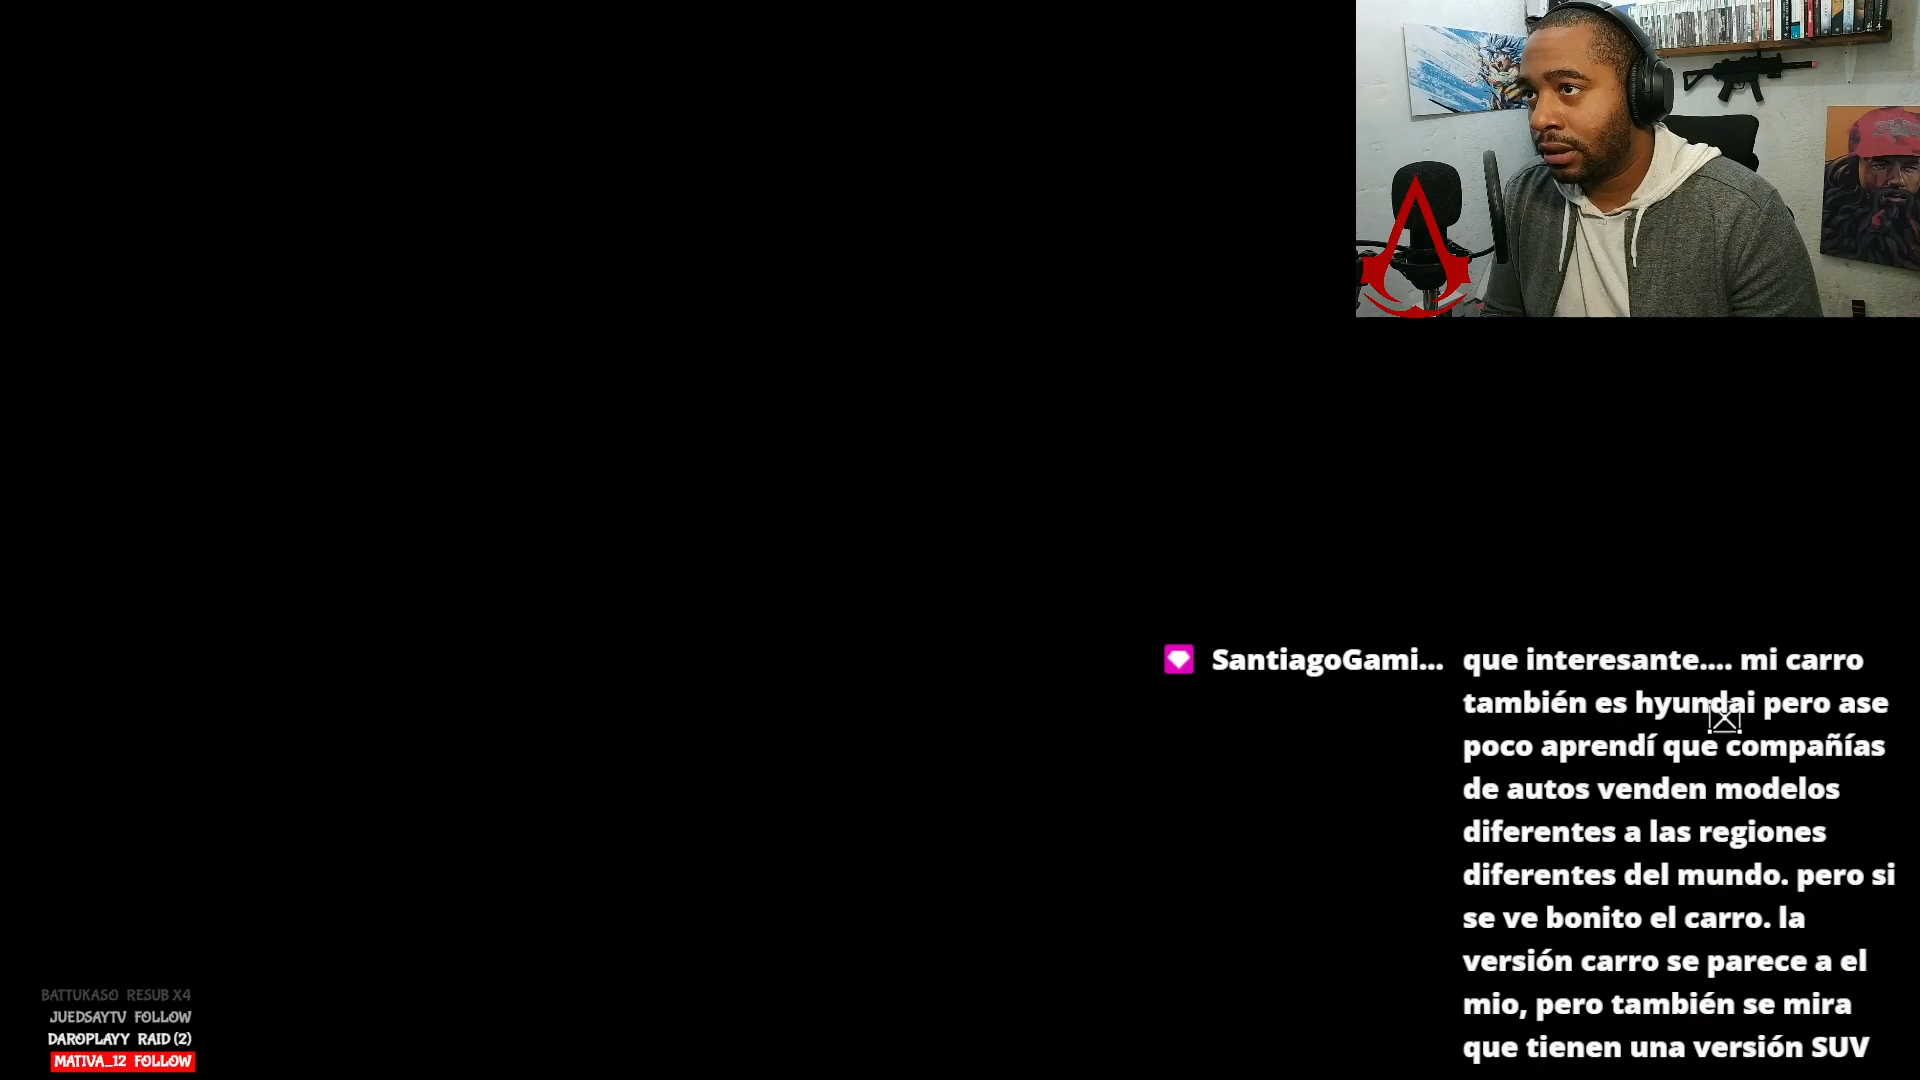 SantiagoGami... que interesante.... mi carro
también es hyundai pero ase
poco aprendí que compañías
de autos venden modelos
diferentes a las regiones
diferentes del mundo. pero si
se ve bonito el carro. la
versión carro se parece a el
mio, pero también se mira
que tienen una versión SUV
BATTUKASO RESUB X4
JUEDSAYTV FOLLOW
DAROPLAYY RAID (2)
MATIVA_12 FOLLOW